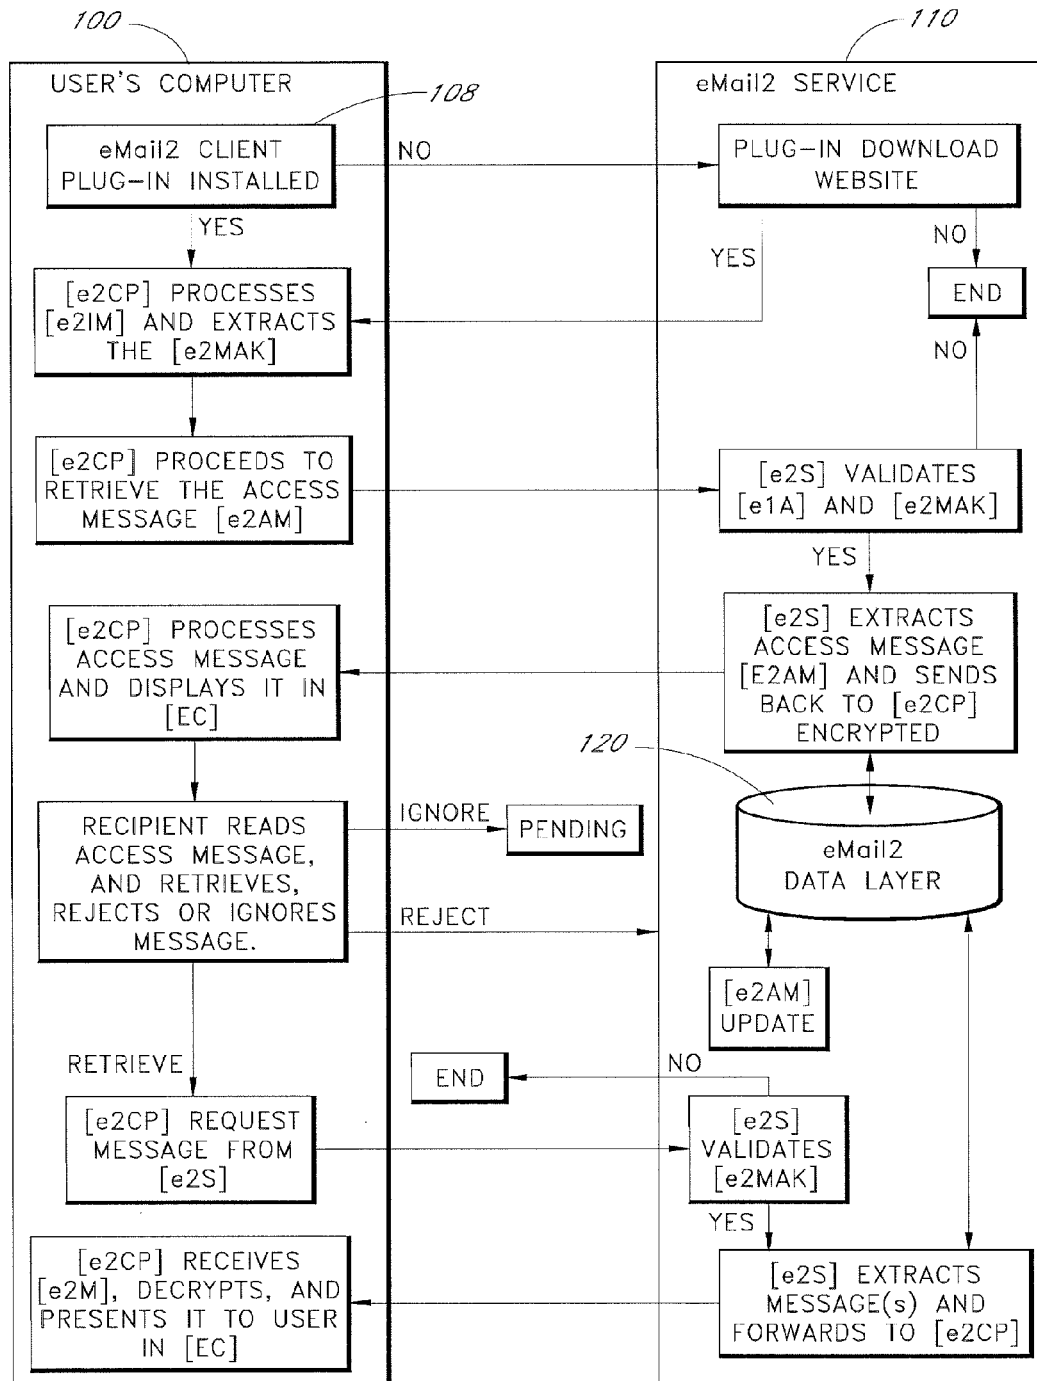 100
110
USER'S COMPUTER
eMail2 SERVICE
108
eMail2 CLIENT
PLUG-IN INSTALLED
NO
PLUG-IN DOWNLOAD
WEBSITE
YES
YES
NO
END
[e2CP] PROCESSES
[e2IM] AND EXTRACTS
THE [e2MAK]
NO
[e2CP] PROCEEDS TO
RETRIEVE THE ACCESS
MESSAGE [e2AM]
[e2S] VALIDATES
[e1A] AND [e2MAK]
YES
[e2CP] PROCESSES
ACCESS MESSAGE
AND DISPLAYS IT IN
[EC]
[e2S] EXTRACTS
ACCESS MESSAGE
[E2AM] AND SENDS
BACK TO [e2CP]
ENCRYPTED
120
RECIPIENT READS
ACCESS MESSAGE,
AND RETRIEVES,
REJECTS OR IGNORES
MESSAGE.
IGNORE
PENDING
REJECT
eMail2
DATA LAYER
[e2AM]
UPDATE
RETRIEVE
END
NO
[e2CP] REQUEST
MESSAGE FROM
[e2S]
[e2S]
VALIDATES
[e2MAK]
YES
[e2CP] RECEIVES
[e2M], DECRYPTS, AND
PRESENTS IT TO USER
IN [EC]
[e2S] EXTRACTS
MESSAGE(s) AND
FORWARDS TO [e2CP]